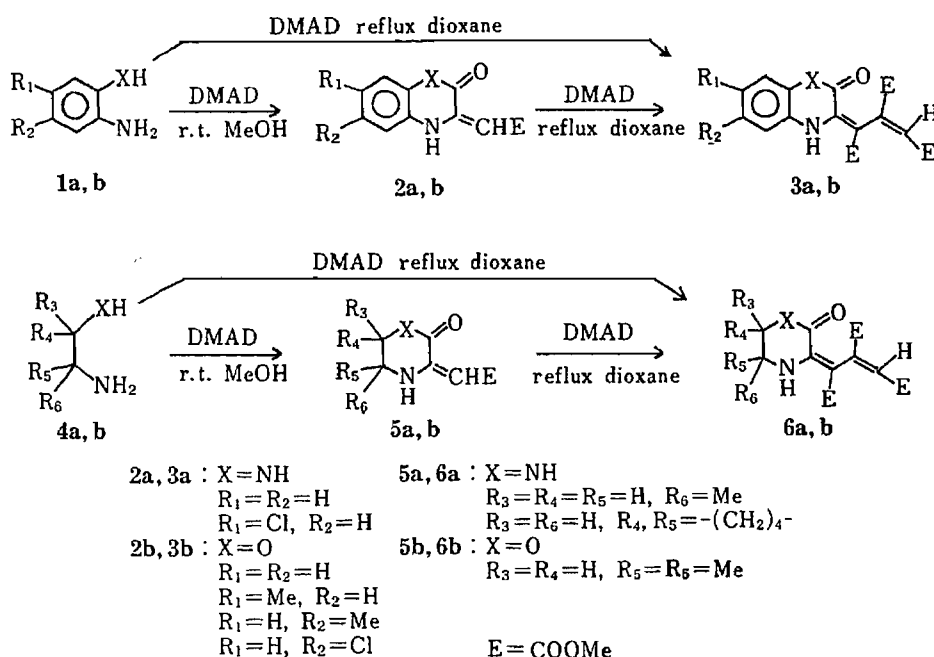 DMAD reflux dioxane
R₁ XH R₂ NH₂
DMAD
r.t. MeOH
R₁ X O R₂ N H CHE
DMAD
reflux dioxane
R₁ X O E H R₂ N H E E
1a, b 2a, b 3a, b
DMAD reflux dioxane
R₃ XH R₄ R₅ NH₂ R₆
DMAD
r.t. MeOH
R₃ X O R₄ R₅ N H CHE R₆
DMAD
reflux dioxane
R₃ X O E H R₄ R₅ N H E E R₆
4a, b 5a, b 6a, b
2a, 3a : X=NH
R₁=R₂=H
R₁=Cl, R₂=H
2b, 3b : X=O
R₁=R₂=H
R₁=Me, R₂=H
R₁=H, R₂=Me
R₁=H, R₂=Cl
5a, 6a : X=NH
R₃=R₄=R₅=H, R₆=Me
R₃=R₆=H, R₄, R₅=-(CH₂)₄-
5b, 6b : X=O
R₃=R₄=H, R₅=R₆=Me
E=COOMe